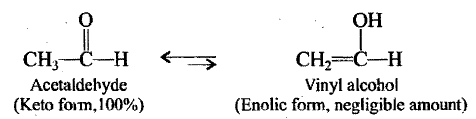 O
CH₃—C—H
Acetaldehyde
(Keto form,100%)
OH
CH₂=C—H
Vinyl alcohol
(Enolic form, negligible amount)